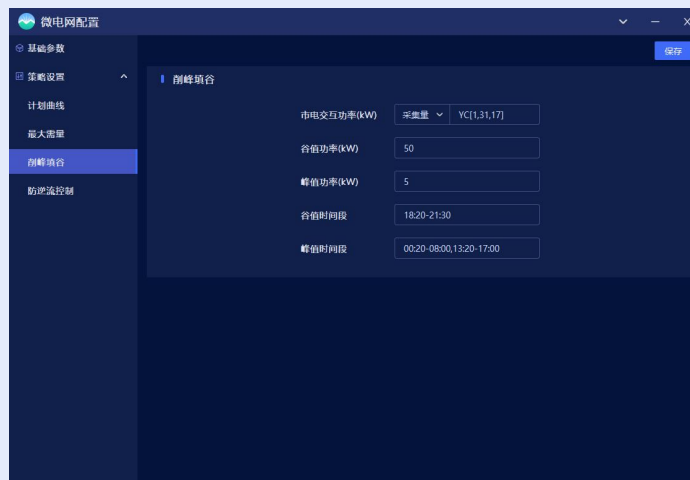 微电网配置
基础参数
保存
策略设置
削峰填谷
计划曲线
市电交互功率(kW) 采集量 YC[1,31,17]
最大需量
谷值功率(kW) 50
削峰填谷
峰值功率(kW) 5
防逆流控制
谷值时间段 18:20-21:30
峰值时间段 00:20-08:00,13:20-17:00